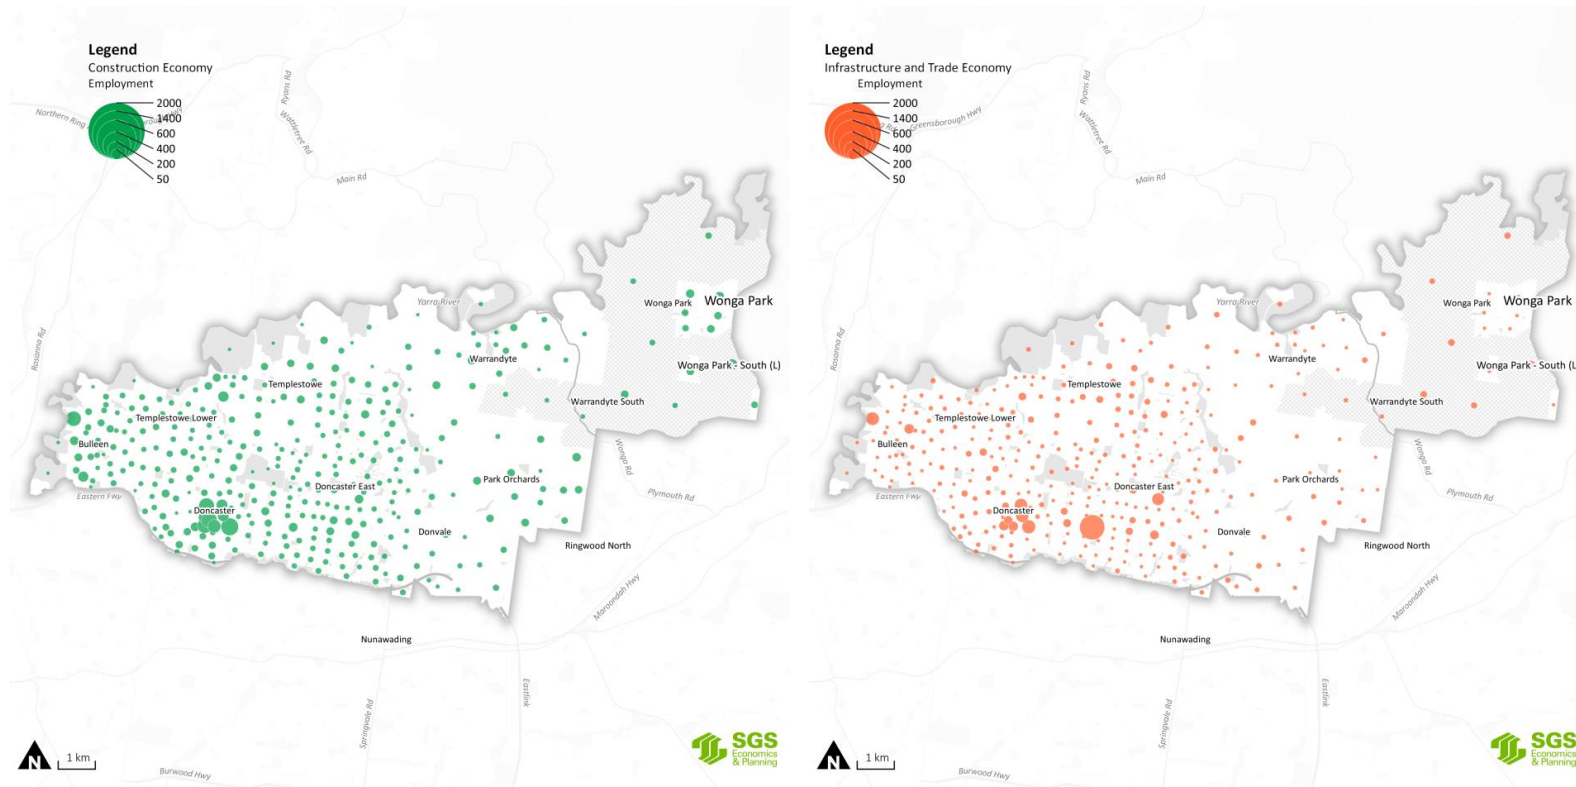 Legend
Construction Economy
Employment
2000
1400
600
400
200
50
Northern Ring
Ryans Rd
Wattletree Rd
Main Rd
Rosanna Rd
Yarra River
Wonga Park
Wonga Park
Warrandyte
Wonga Park - South (L)
Templestowe
Warrandyte South
Templestowe Lower
Bulleen
Wonga Rd
Doncaster East
Park Orchards
Eastern Fwy
Plymouth Rd
Doncaster
Donvale
Ringwood North
Maroondah Hwy
Nunawading
Eastlink
Springvale Rd
N
1 km
Burwood Hwy
SGS
Economics
& Planning
Legend
Infrastructure and Trade Economy
Employment
2000
1400
600
400
200
50
Greensborough Hwy
Ryans Rd
Wattletree Rd
Main Rd
Rosanna Rd
Yarra River
Wonga Park
Wonga Park
Warrandyte
Wonga Park - South (L
Templestowe
Warrandyte South
Templestowe Lower
Bulleen
Wonga Rd
Doncaster East
Park Orchards
Eastern Fwy
Plymouth Rd
Doncaster
Donvale
Ringwood North
Maroondah Hwy
Nunawading
Eastlink
Springvale Rd
N
1 km
Burwood Hwy
SGS
Economics
& Planning